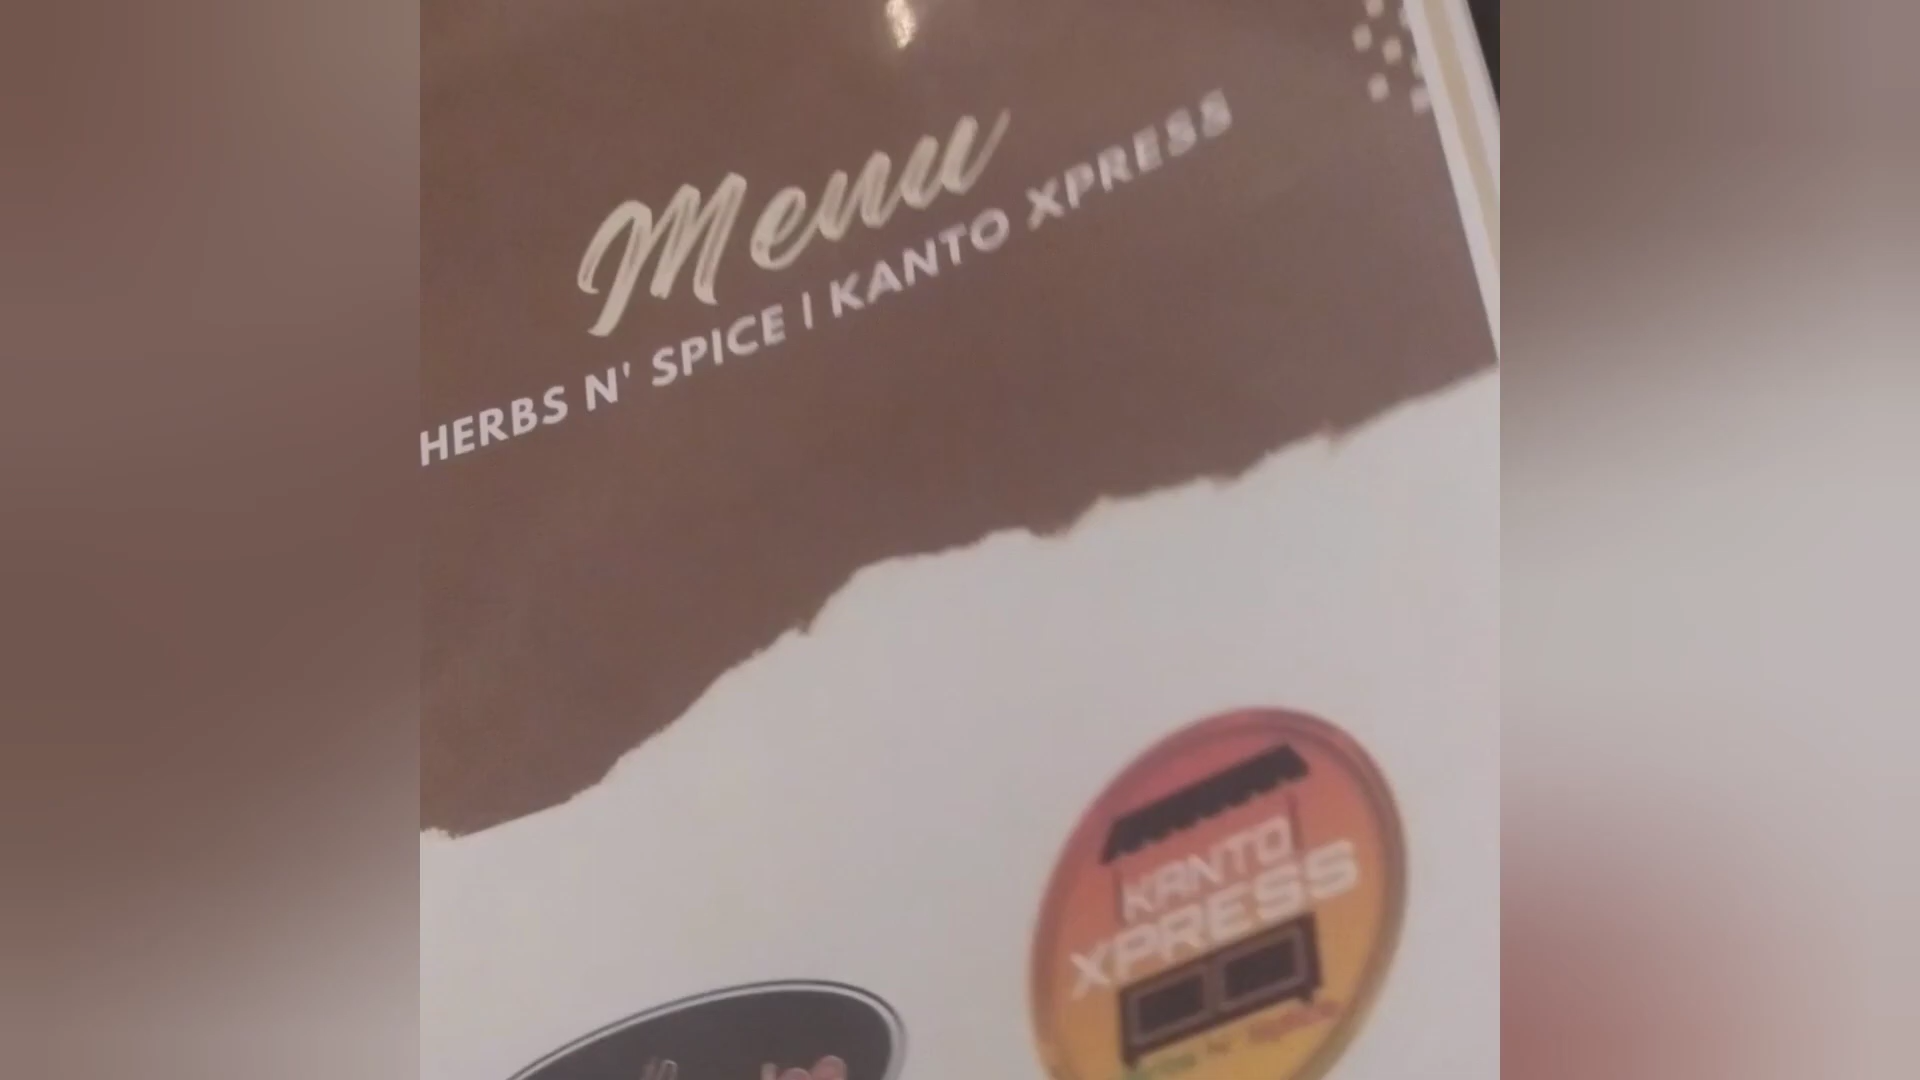 Menu
HERBS N' SPICE | KANTO XPRESS
KANTO
XPRESS